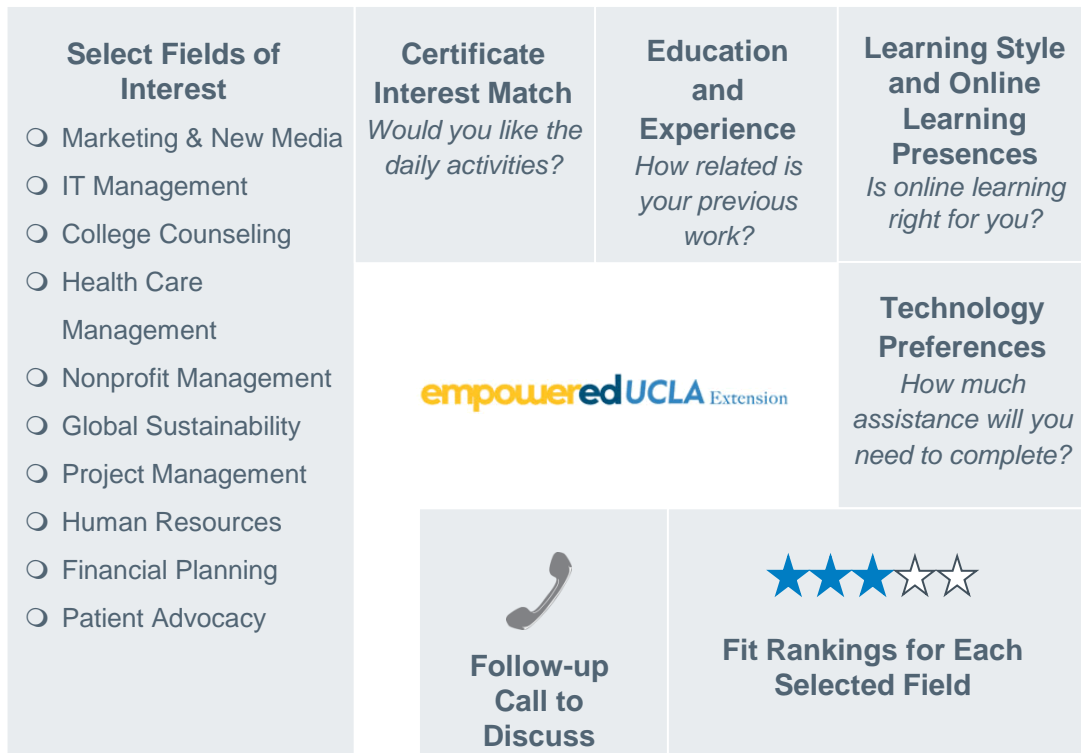 Select Fields of
Interest
Marketing & New Media
IT Management
College Counseling
Health Care
Management
Nonprofit Management
Global Sustainability
Project Management
Human Resources
Financial Planning
Patient Advocacy
Certificate
Interest Match
Would you like the
daily activities?
Education
and
Experience
How related is
your previous
work?
Learning Style
and Online
Learning
Presences
Is online learning
right for you?
Technology
Preferences
How much
assistance will you
need to complete?
empowered UCLA Extension
Fit Rankings for Each
Selected Field
Follow-up
Call to
Discuss